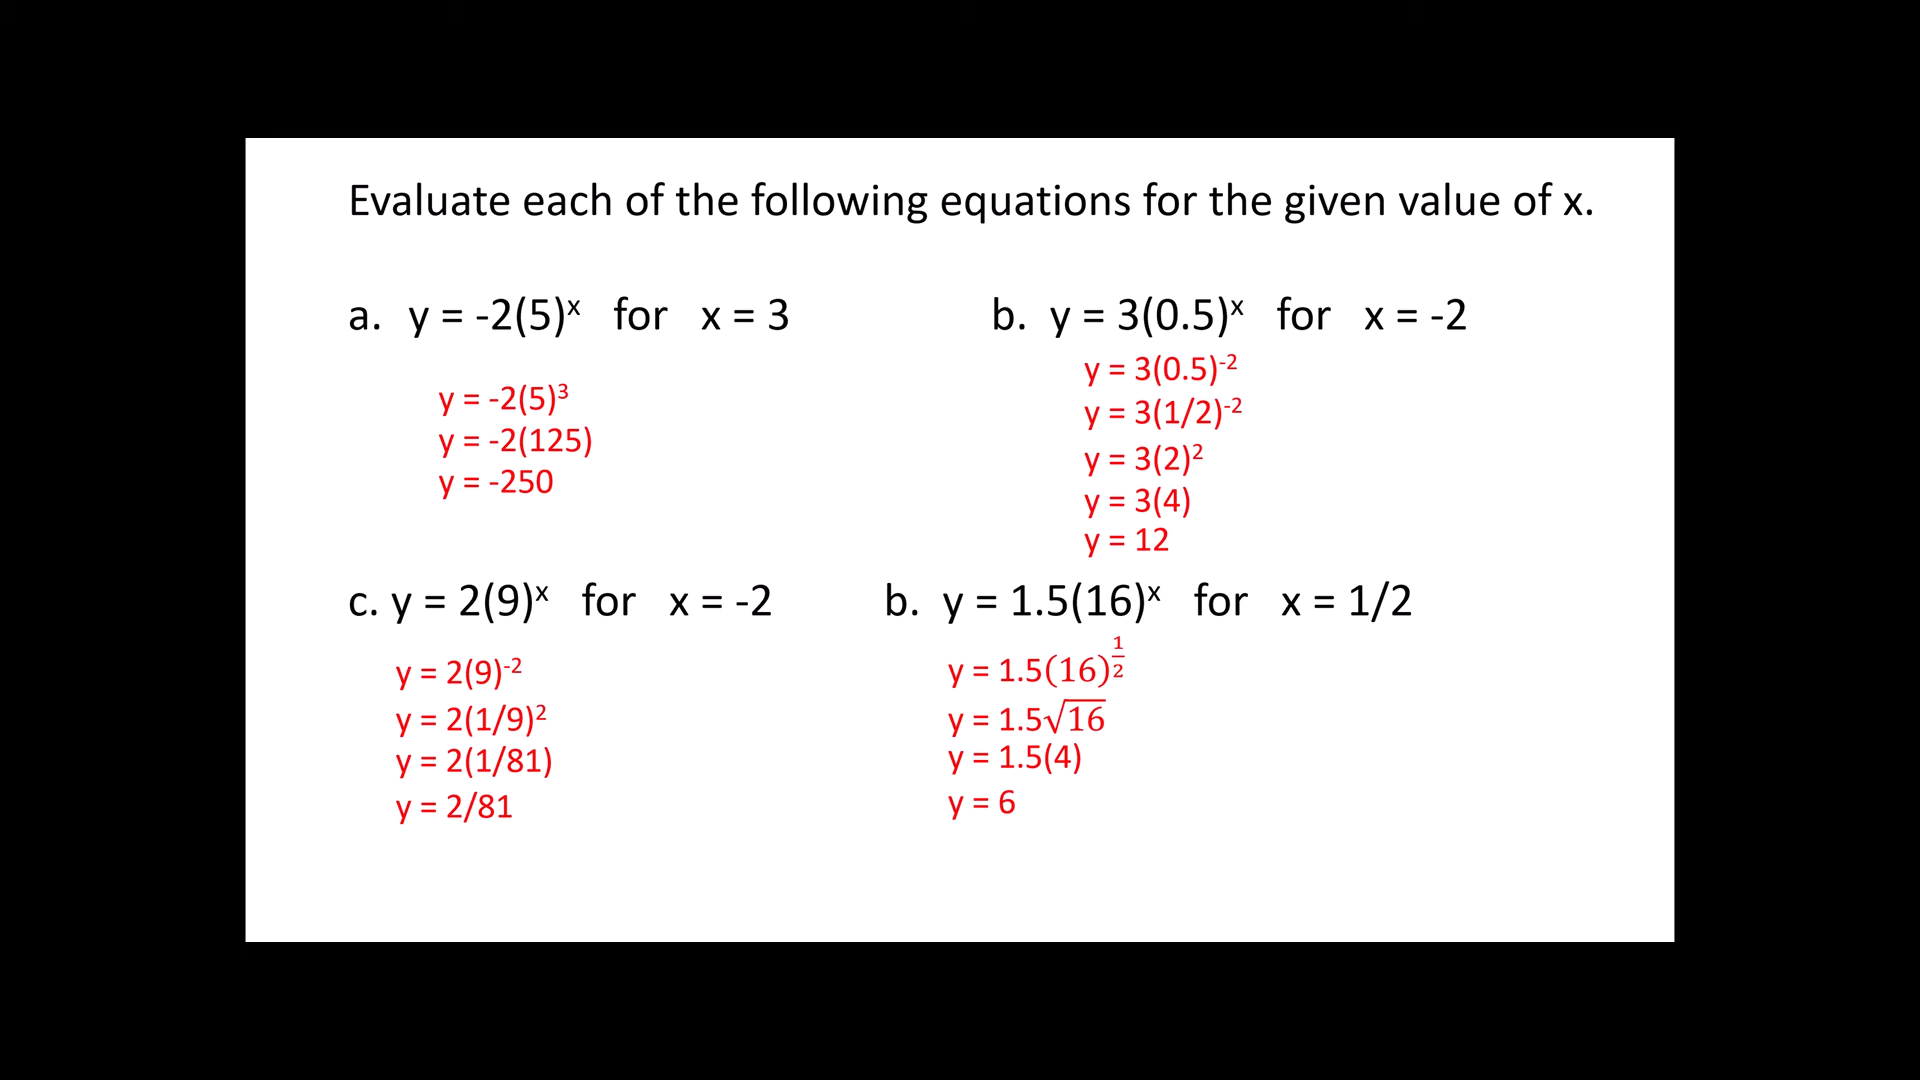 Evaluate each of the following equations for the given value of x.
a. y = -2(5)ˣ for x = 3
y = -2(5)³
y = -2(125)
y = -250
b. y = 3(0.5)ˣ for x = -2
y = 3(0.5)⁻²
y = 3(1/2)⁻²
y = 3(2)²
y = 3(4)
y = 12
c. y = 2(9)ˣ for x = -2
y = 2(9)⁻²
y = 2(1/9)²
y = 2(1/81)
y = 2/81
b. y = 1.5(16)ˣ for x = 1/2
y = 1.5(16)^(1/2)
y = 1.5√16
y = 1.5(4)
y = 6